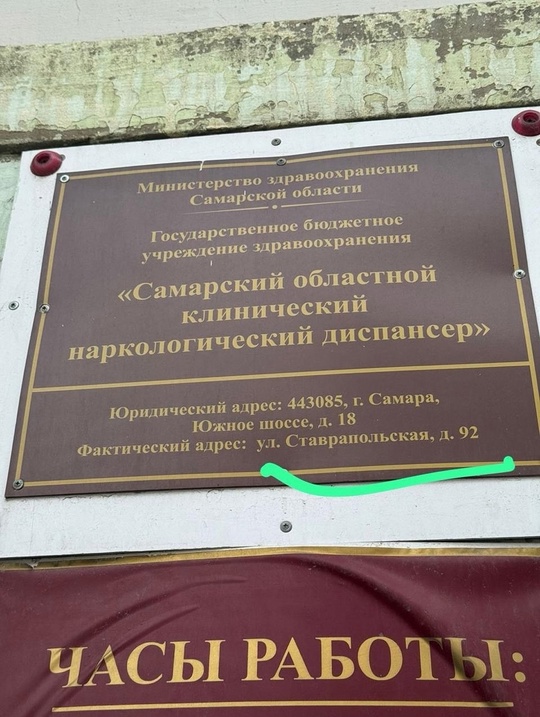 Министерство здравоохранения
Самарской области
Государственное бюджетное
учреждение здравоохранения
«Самарский областной
клинический
наркологический диспансер»
Юридический адрес: 443085, г. Самара,
Южное шоссе, д. 18
Фактический адрес: ул. Ставрапольская, д. 92
ЧАСЫ РАБОТЫ: